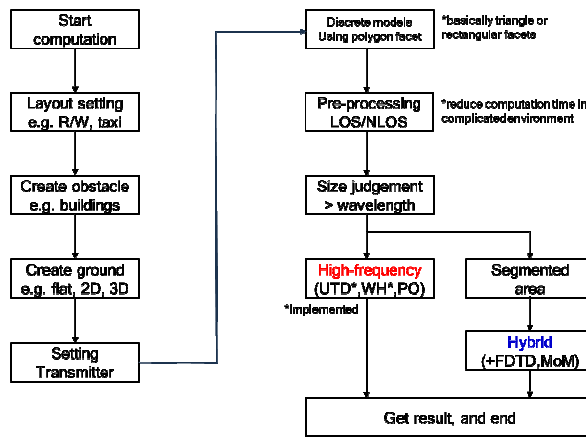 Start
computation
Layout setting
e.g. R/W, taxi
Create obstacle
e.g. buildings
Create ground
e.g. flat, 2D, 3D
Setting
Transmitter
Discrete models
Using polygon facet
*basically triangle or
rectangular facets
Pre-processing
LOS/NLOS
*reduce computation time in
complicated environment
Size judgement
> wavelength
High-frequency
(UTD*,WH*,PO)
*Implemented
Segmented
area
Hybrid
(+FDTD,MoM)
Get result, and end